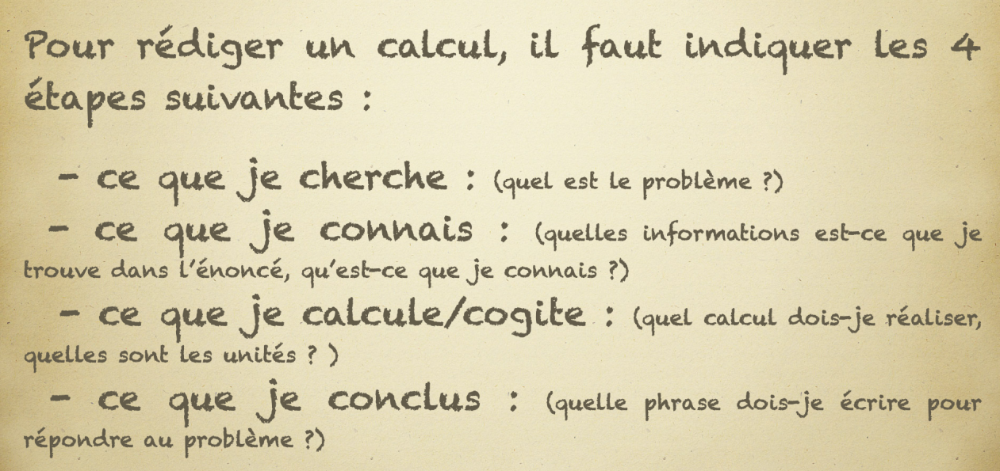 Pour rédiger un calcul, il faut indiquer les 4
étapes suivantes :
- ce que je cherche : (quel est le problème ?)
- ce que je connais : (quelles informations est-ce que je
trouve dans l'énoncé, qu'est-ce que je connais ?)
- ce que je calcule/cogite : (quel calcul dois-je réaliser,
quelles sont les unités ? )
- ce que je conclus : (quelle phrase dois-je écrire pour
répondre au problème ?)